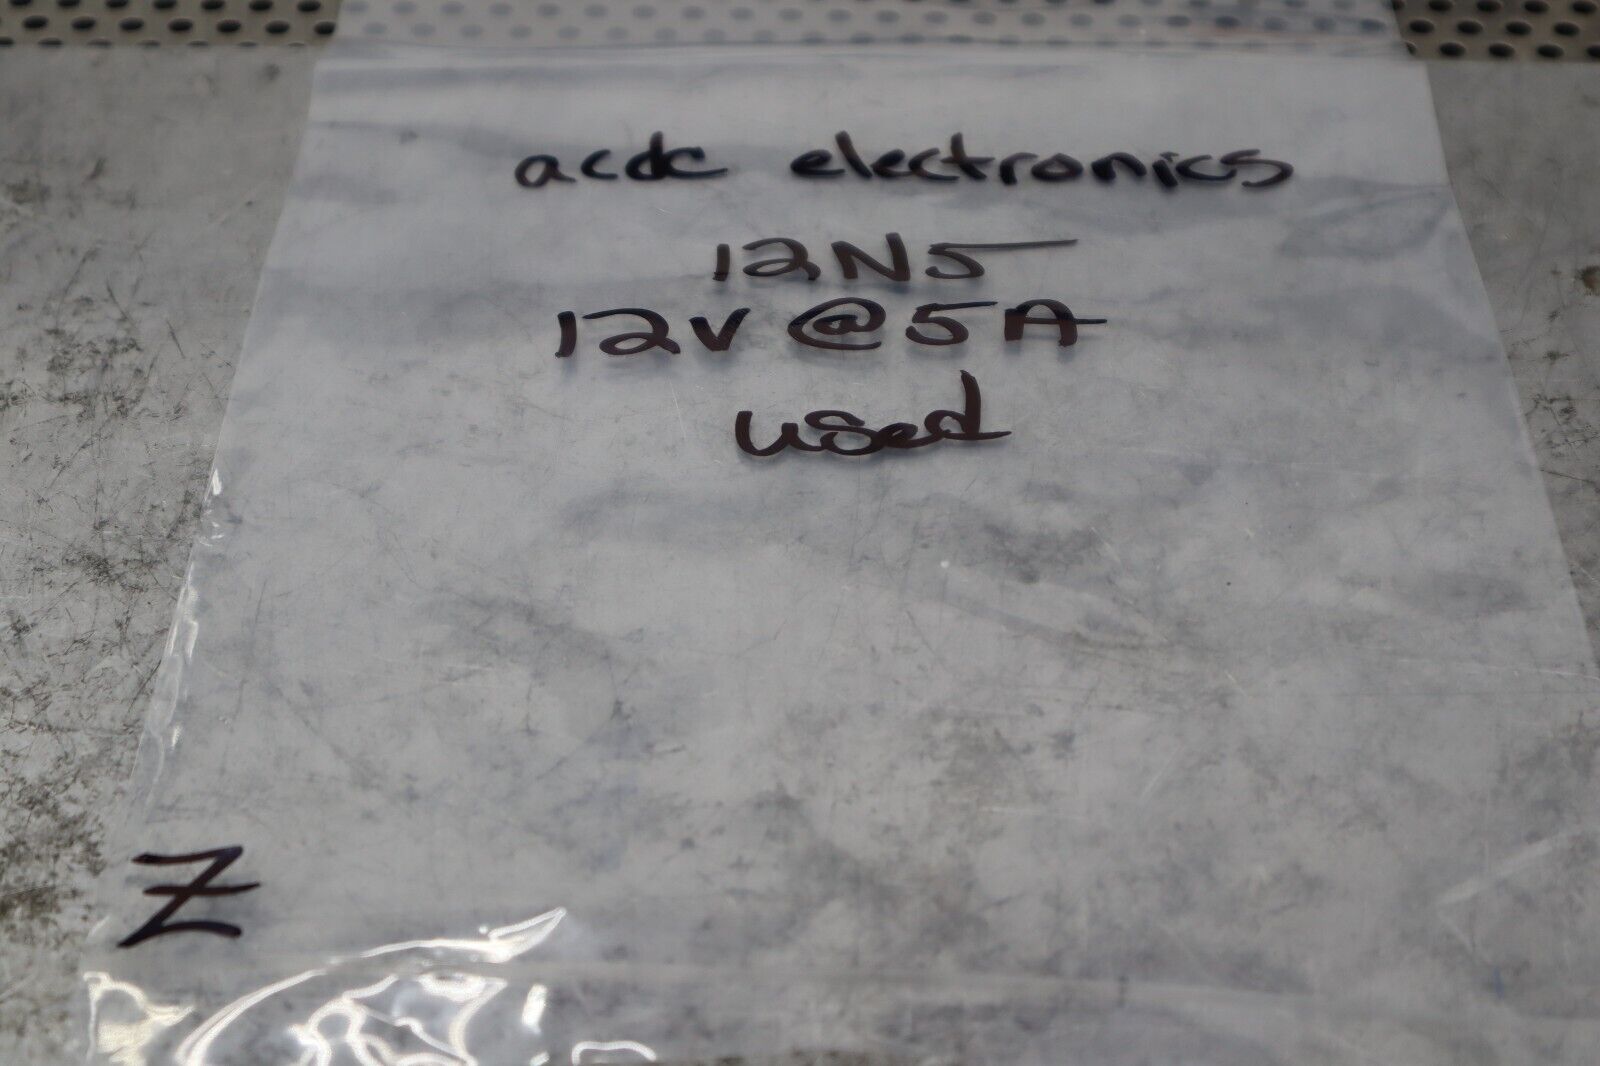 acdc electronics
12N5
12V @ 5A
used
Z